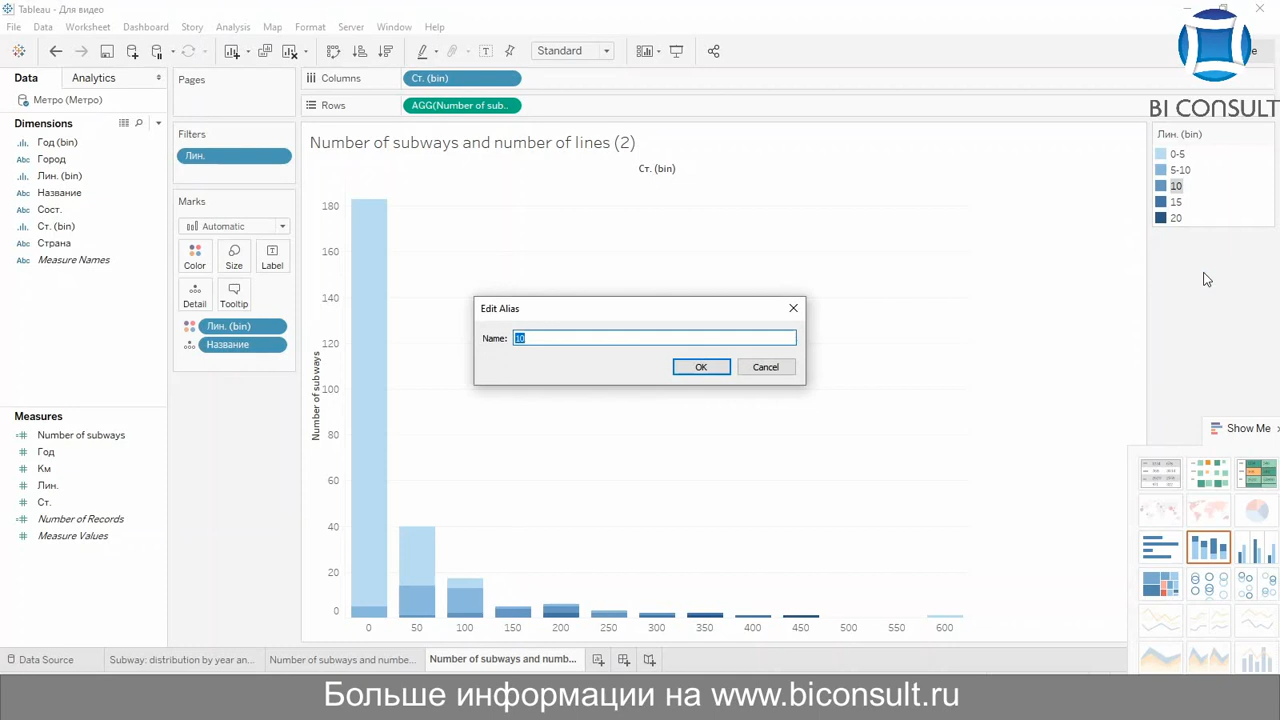 Tableau - Для видео
File Data Worksheet Dashboard Story Analysis Map Format Server Window Help
Standard
BI CONSULT
Data Analytics
Метро (Метро)
Dimensions
Год (bin)
Abc Город
Лин. (bin)
Abc Название
Abc Сост.
Ст. (bin)
Abc Страна
Abc Measure Names
Measures
Number of subways
Год
Км
Лин.
Ст.
Number of Records
Measure Values
Pages
Filters
Лин.
Marks
Automatic
Color Size Label
Detail Tooltip
Лин. (bin)
Название
Columns Ст. (bin)
Rows AGG(Number of sub..
Number of subways and number of lines (2)
Ст. (bin)
Number of subways
180
160
140
120
100
80
60
40
20
0
0 50 100 150 200 250 300 350 400 450 500 550 600
Edit Alias
Name: 10
OK Cancel
Лин. (bin)
0-5
5-10
10
15
20
Show Me
Data Source Subway: distribution by year an... Number of subways and numbe... Number of subways and numb...
Больше информации на www.biconsult.ru